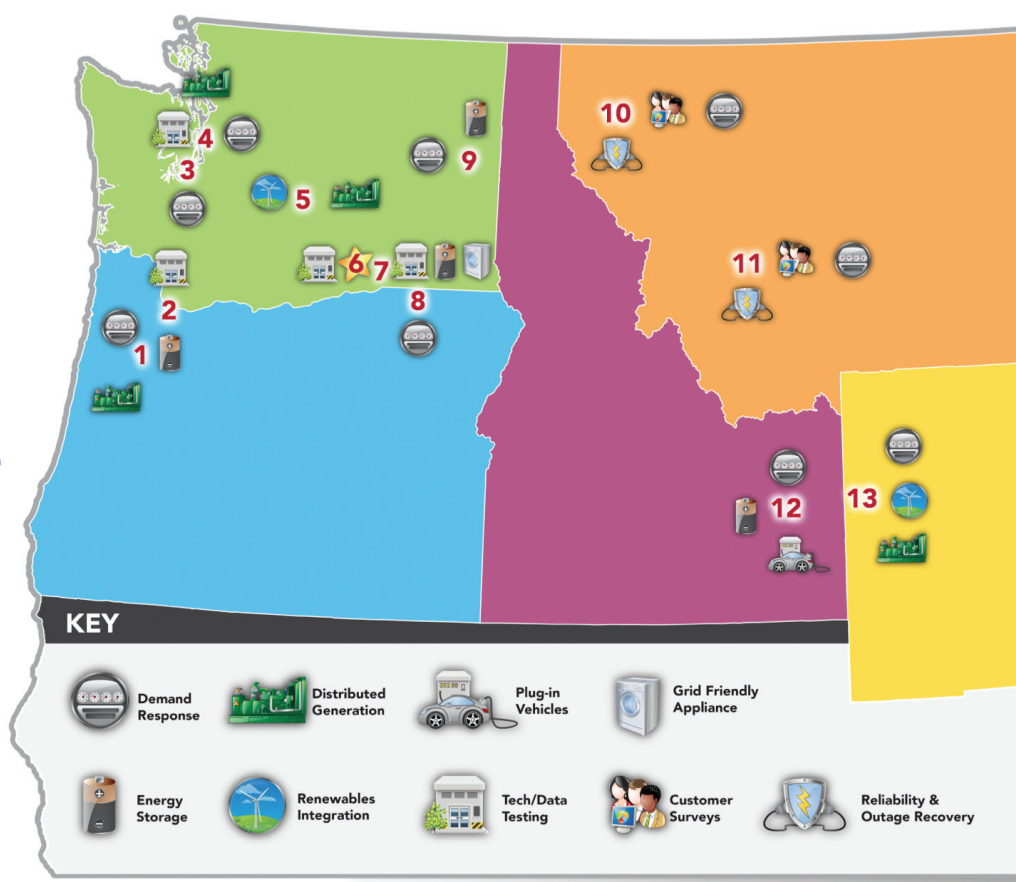 10
4
9
3
5
11
6
7
8
2
1
13
12
KEY
Demand
Response
Distributed
Generation
Plug-in
Vehicles
Grid Friendly
Appliance
Energy
Storage
Renewables
Integration
Tech/Data
Testing
Customer
Surveys
Reliability &
Outage Recovery